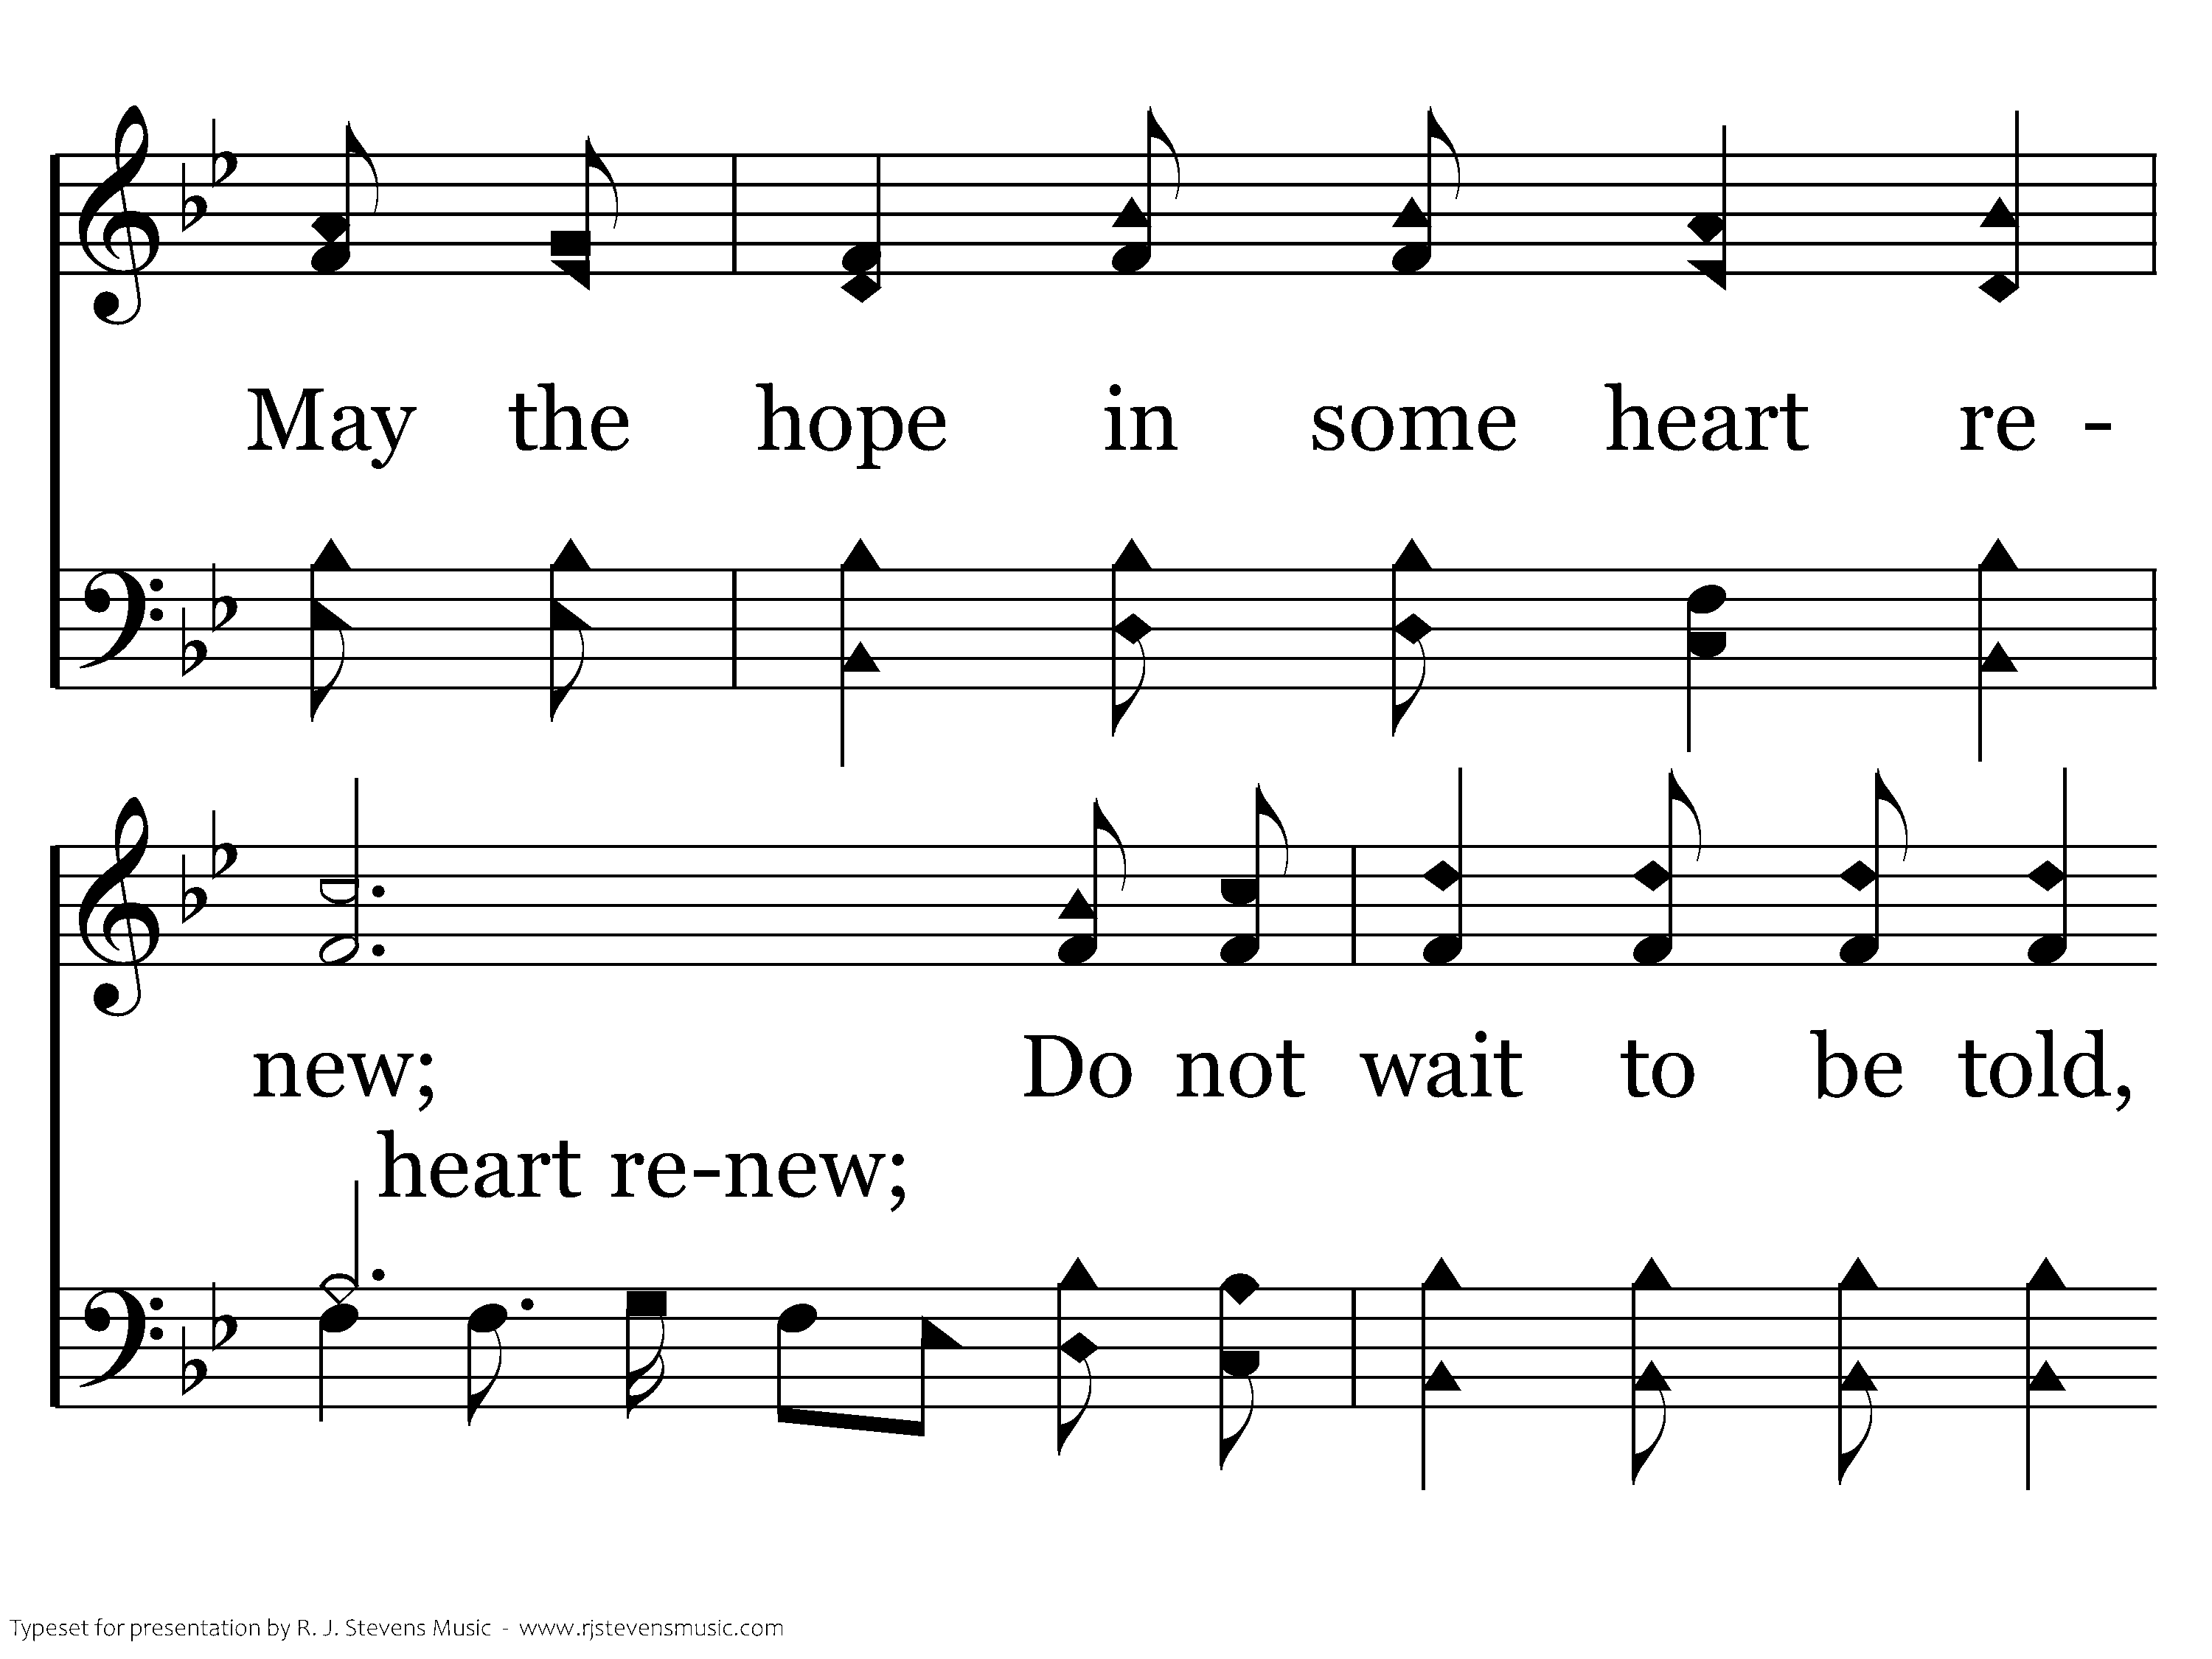 May the hope in some heart re -
new; Do not wait to be told,
heart re-new;
Typeset for presentation by R. J. Stevens Music - www.rjstevensmusic.com